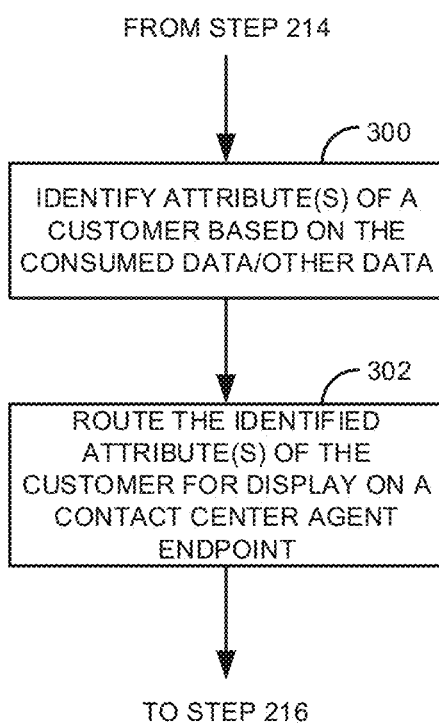 FROM STEP 214
300
IDENTIFY ATTRIBUTE(S) OF A
CUSTOMER BASED ON THE
CONSUMED DATA/OTHER DATA
302
ROUTE THE IDENTIFIED
ATTRIBUTE(S) OF THE
CUSTOMER FOR DISPLAY ON A
CONTACT CENTER AGENT
ENDPOINT
TO STEP 216